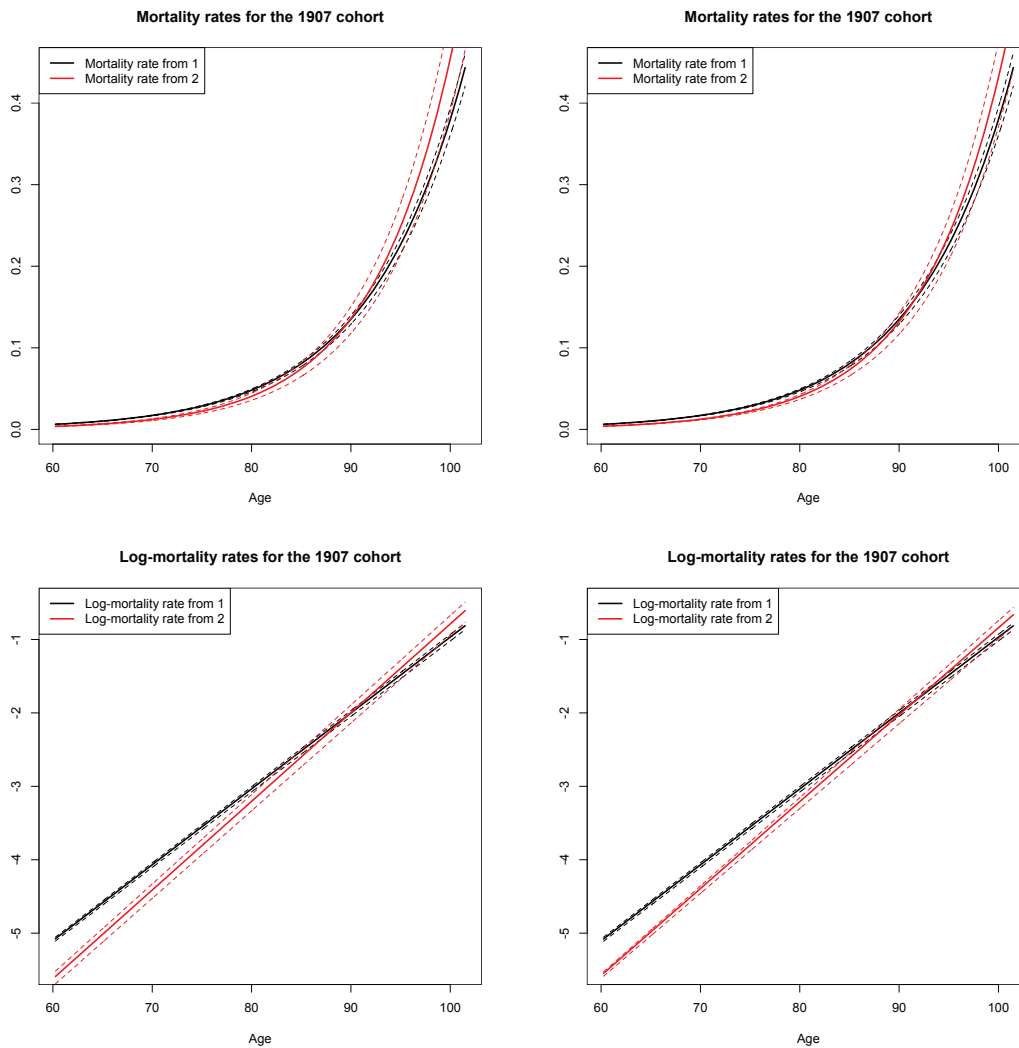 Mortality rates for the 1907 cohort
Mortality rate from 1
Mortality rate from 2
0.4
0.3
0.2
0.1
0.0
60 70 80 90 100
Age
Mortality rates for the 1907 cohort
Mortality rate from 1
Mortality rate from 2
0.4
0.3
0.2
0.1
0.0
60 70 80 90 100
Age
Log-mortality rates for the 1907 cohort
Log-mortality rate from 1
Log-mortality rate from 2
-1
-2
-3
-4
-5
60 70 80 90 100
Age
Log-mortality rates for the 1907 cohort
Log-mortality rate from 1
Log-mortality rate from 2
-1
-2
-3
-4
-5
60 70 80 90 100
Age